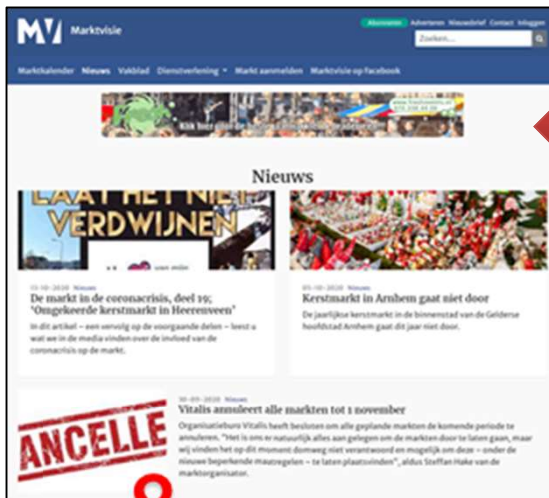 MV Marktvisie
Abonneren Adverteren Nieuwsbrief Contact Inloggen
Zoeken...
Marktkalender Nieuws Vakblad Dienstverlening Markt aanmelden Marktvisie op Facebook
Nieuws
LAAT HET NIET
VERDWIJNEN
13-10-2020 Nieuws
De markt in de coronacrisis, deel 19;
‘Omgekeerde kerstmarkt in Heerenveen’
In dit artikel – een vervolg op de voorgaande delen – leest u
wat we in de media vinden over de invloed van de
coronacrisis op de markt.
05-10-2020 Nieuws
Kerstmarkt in Arnhem gaat niet door
De jaarlijkse kerstmarkt in de binnenstad van de Gelderse
hoofdstad Arnhem gaat dit jaar niet door.
ANCELLE
30-09-2020 Nieuws
Vitalis annuleert alle markten tot 1 november
Organisatieburo Vitalis heeft besloten om alle geplande markten de komende periode te
annuleren. “Het is ons er natuurlijk alles aan gelegen om de markten door te laten gaan, maar
wij vinden het op dit moment domweg niet verantwoord en mogelijk om deze – onder de
nieuwe beperkende maatregelen – te laten plaatsvinden”, aldus Steffan Hake van de
marktorganisator.